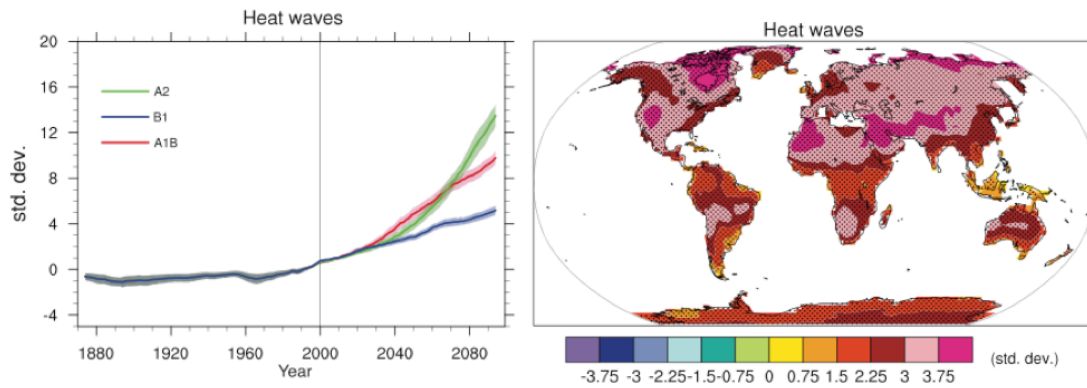 Heat waves
20
16
12
8
4
0
-4
std. dev.
A2
B1
A1B
1880 1920 1960 2000 2040 2080
Year
Heat waves
-3.75 -3 -2.25 -1.5 -0.75 0 0.75 1.5 2.25 3 3.75
(std. dev.)